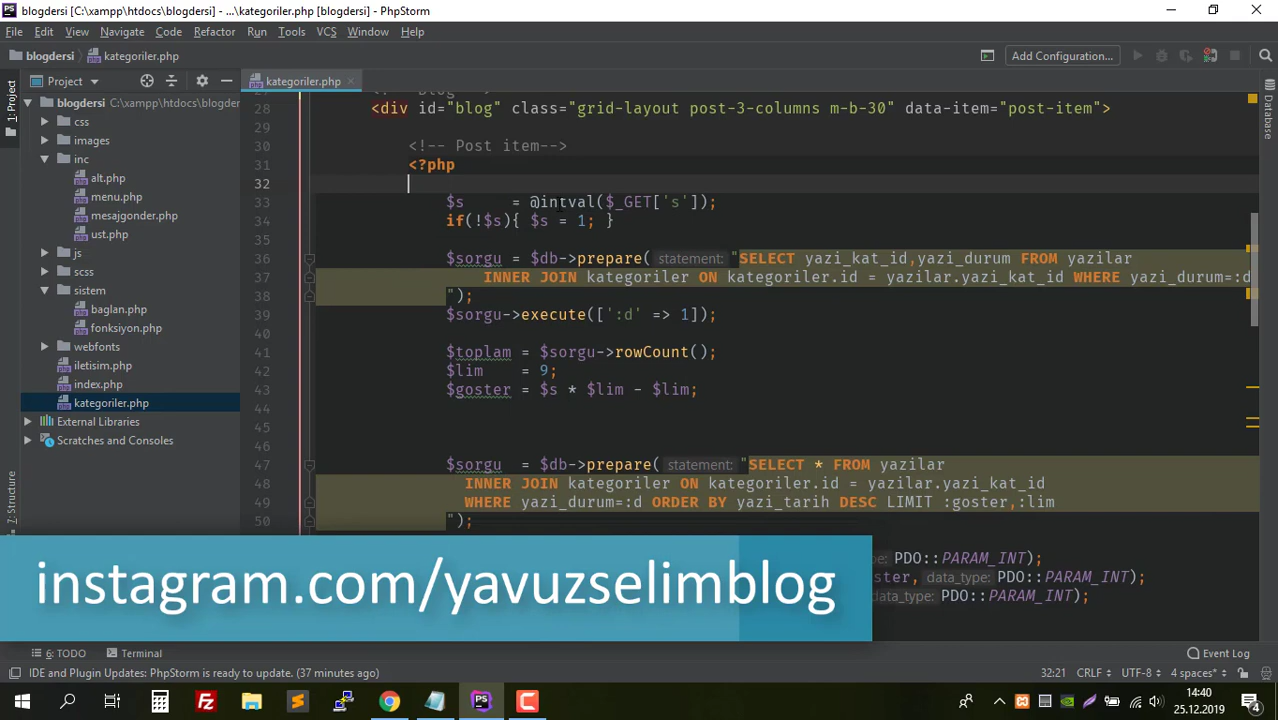 blogdersi [C:\xampp\htdocs\blogdersi] - ...\kategoriler.php [blogdersi] - PhpStorm
File Edit View Navigate Code Refactor Run Tools VCS Window Help
blogdersi kategoriler.php Add Configuration...
Project kategoriler.php
1: Project
Database
7: Structure
blogdersi C:\xampp\htdocs\blogder
css
images
inc
alt.php
menu.php
mesajgonder.php
ust.php
js
scss
sistem
baglan.php
fonksiyon.php
webfonts
iletisim.php
index.php
kategoriler.php
External Libraries
Scratches and Consoles
28 <div id="blog" class="grid-layout post-3-columns m-b-30" data-item="post-item">
29
30 <!-- Post item-->
31 <?php
32
33 $s = @intval($_GET['s']);
34 if(!$s){ $s = 1; }
35
36 $sorgu = $db->prepare( statement: "SELECT yazi_kat_id,yazi_durum FROM yazilar
37 INNER JOIN kategoriler ON kategoriler.id = yazilar.yazi_kat_id WHERE yazi_durum=:d
38 ");
39 $sorgu->execute([':d' => 1]);
40
41 $toplam = $sorgu->rowCount();
42 $lim = 9;
43 $goster = $s * $lim - $lim;
44
45
46
47 $sorgu = $db->prepare( statement: "SELECT * FROM yazilar
48 INNER JOIN kategoriler ON kategoriler.id = yazilar.yazi_kat_id
49 WHERE yazi_durum=:d ORDER BY yazi_tarih DESC LIMIT :goster,:lim
50 ");
PDO::PARAM_INT);
ster, data_type: PDO::PARAM_INT);
data_type: PDO::PARAM_INT);
instagram.com/yavuzselimblog
6: TODO Terminal Event Log
IDE and Plugin Updates: PhpStorm is ready to update. (37 minutes ago) 32:21 CRLF UTF-8 4 spaces
14:40
25.12.2019